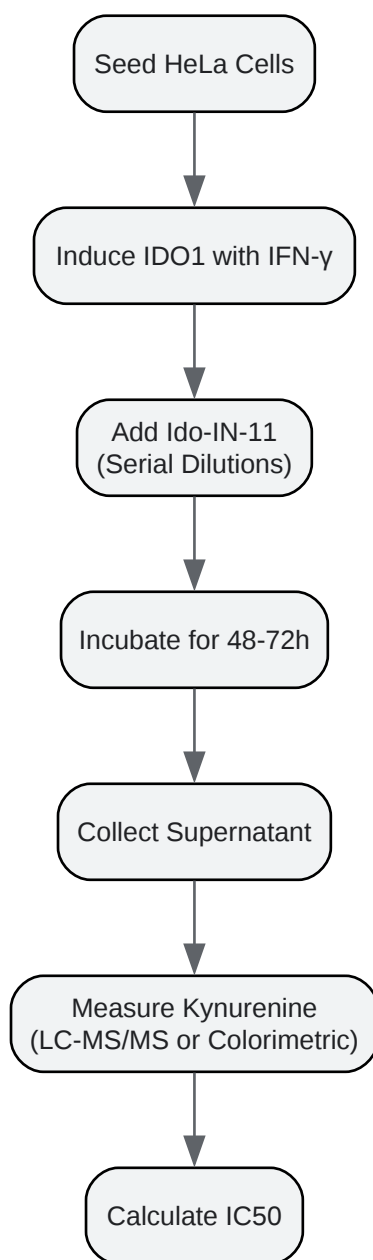 Seed HeLa Cells
Induce IDO1 with IFN-γ
Add Ido-IN-11
(Serial Dilutions)
Incubate for 48-72h
Collect Supernatant
Measure Kynurenine
(LC-MS/MS or Colorimetric)
Calculate IC50